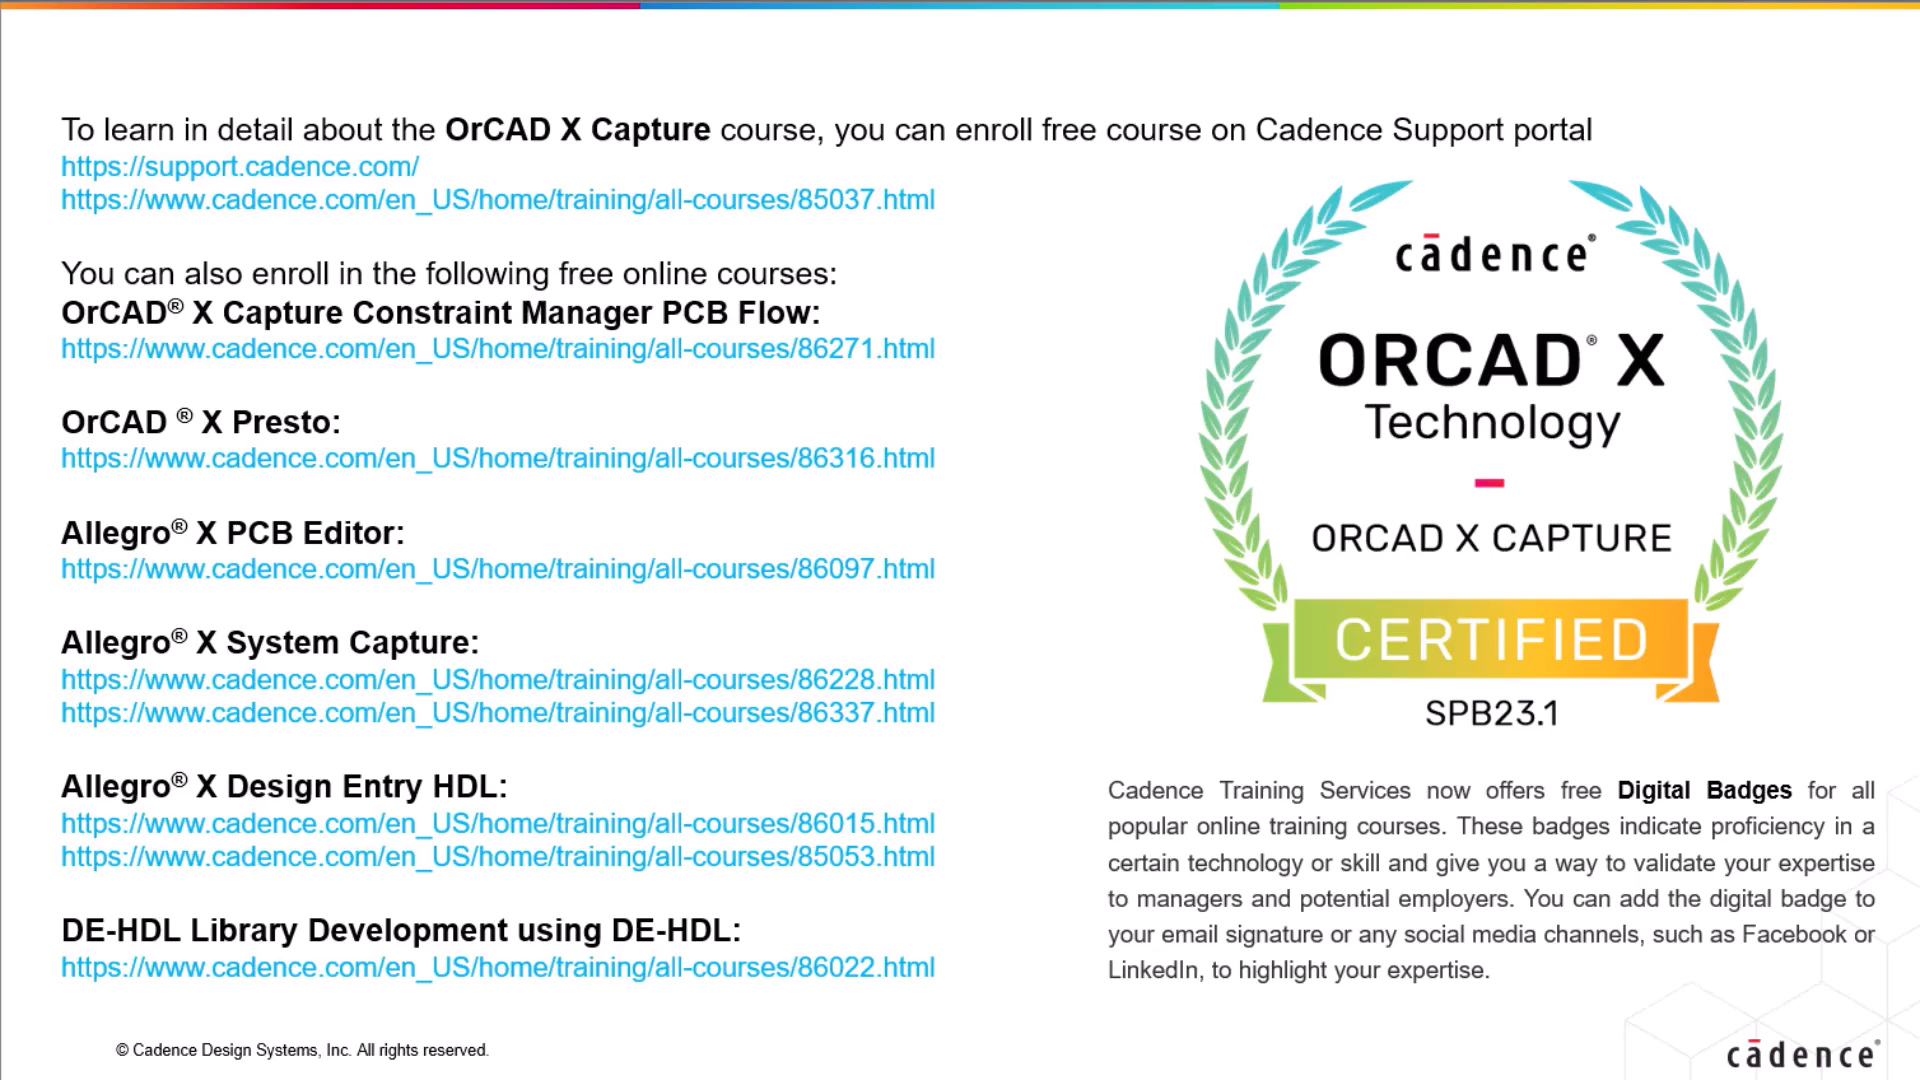 To learn in detail about the OrCAD X Capture course, you can enroll free course on Cadence Support portal
https://support.cadence.com/
https://www.cadence.com/en_US/home/training/all-courses/85037.html
You can also enroll in the following free online courses:
OrCAD® X Capture Constraint Manager PCB Flow:
https://www.cadence.com/en_US/home/training/all-courses/86271.html
OrCAD ® X Presto:
https://www.cadence.com/en_US/home/training/all-courses/86316.html
Allegro® X PCB Editor:
https://www.cadence.com/en_US/home/training/all-courses/86097.html
Allegro® X System Capture:
https://www.cadence.com/en_US/home/training/all-courses/86228.html
https://www.cadence.com/en_US/home/training/all-courses/86337.html
Allegro® X Design Entry HDL:
https://www.cadence.com/en_US/home/training/all-courses/86015.html
https://www.cadence.com/en_US/home/training/all-courses/85053.html
DE-HDL Library Development using DE-HDL:
https://www.cadence.com/en_US/home/training/all-courses/86022.html
cādence®
ORCAD® X
Technology
ORCAD X CAPTURE
CERTIFIED
SPB23.1
Cadence Training Services now offers free Digital Badges for all
popular online training courses. These badges indicate proficiency in a
certain technology or skill and give you a way to validate your expertise
to managers and potential employers. You can add the digital badge to
your email signature or any social media channels, such as Facebook or
LinkedIn, to highlight your expertise.
© Cadence Design Systems, Inc. All rights reserved.
cādence®